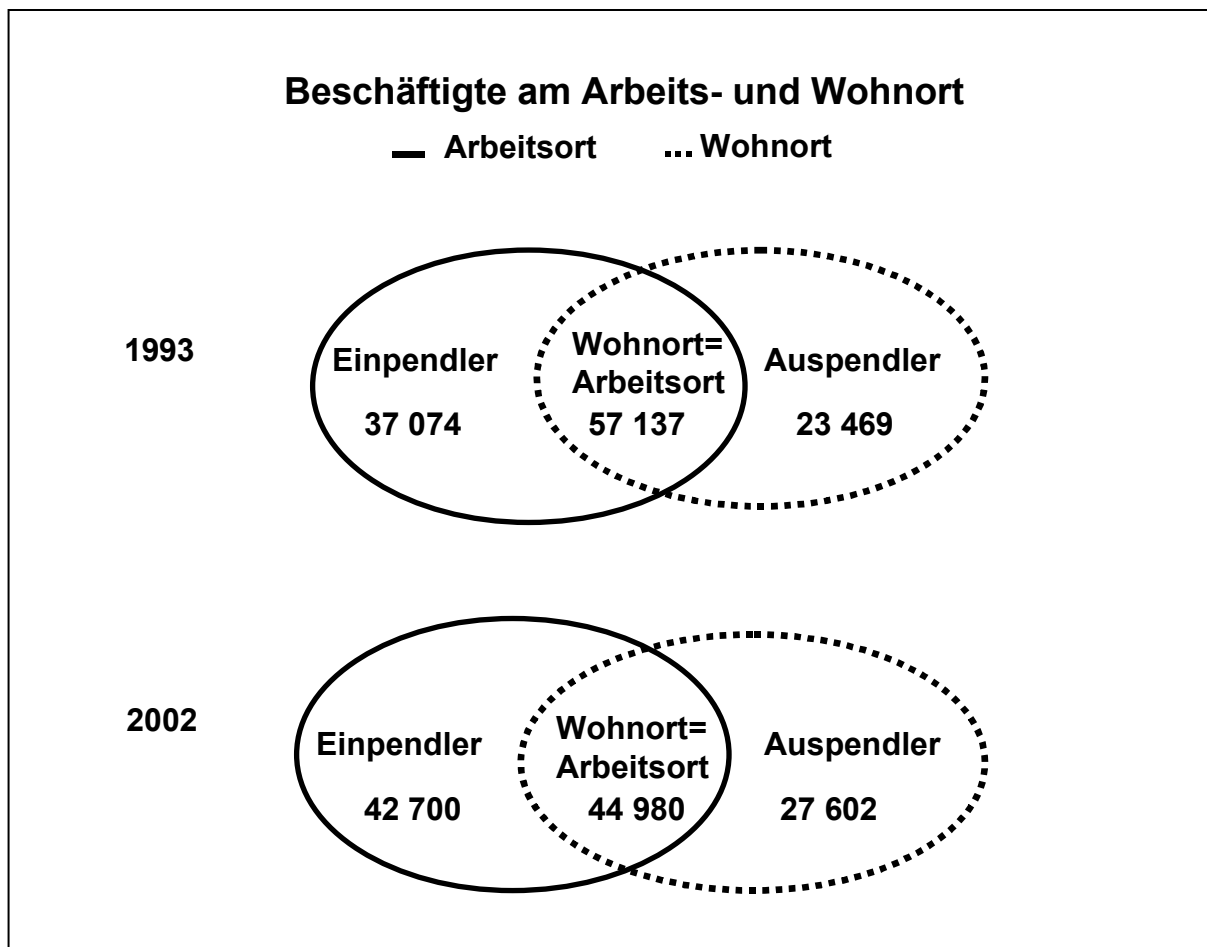 Beschäftigte am Arbeits- und Wohnort
Arbeitsort Wohnort
1993
Einpendler
Wohnort=
Arbeitsort
Auspendler
37 074 57 137 23 469
2002
Einpendler
Wohnort=
Arbeitsort
Auspendler
42 700 44 980 27 602